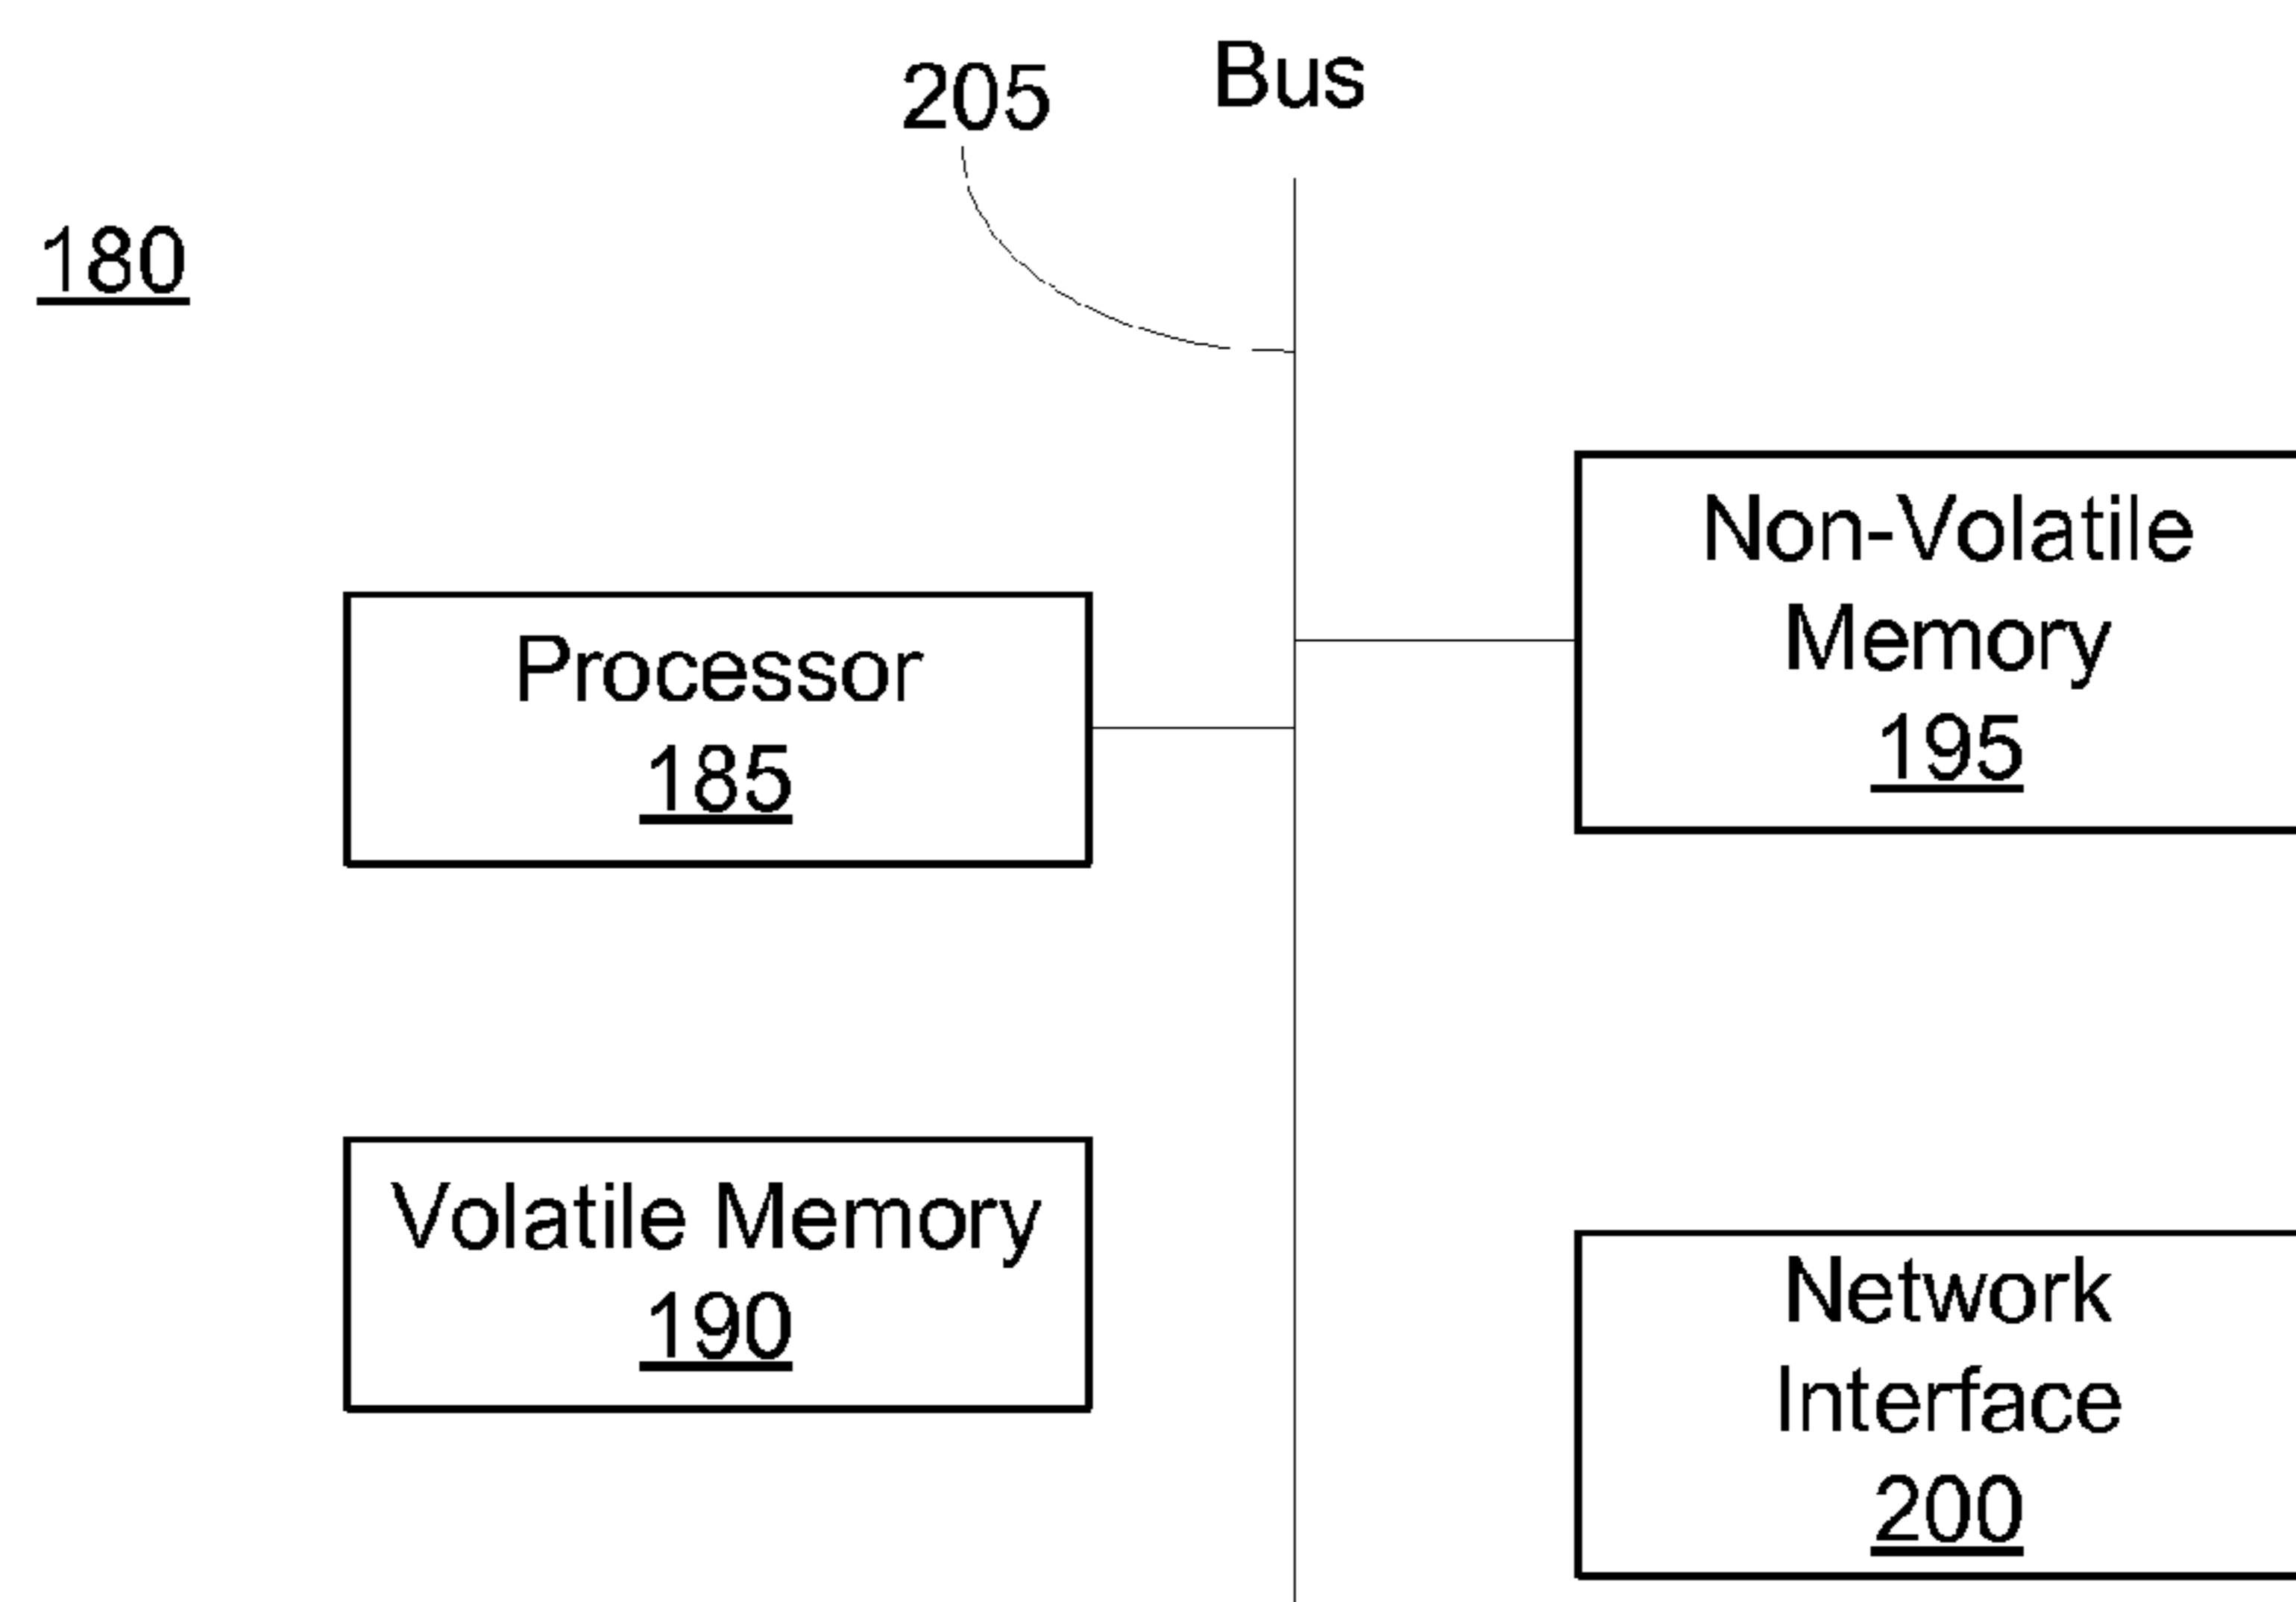 Bus
205
180
Non-Volatile
Memory
195
Processor
185
Volatile Memory
190
Network
Interface
200